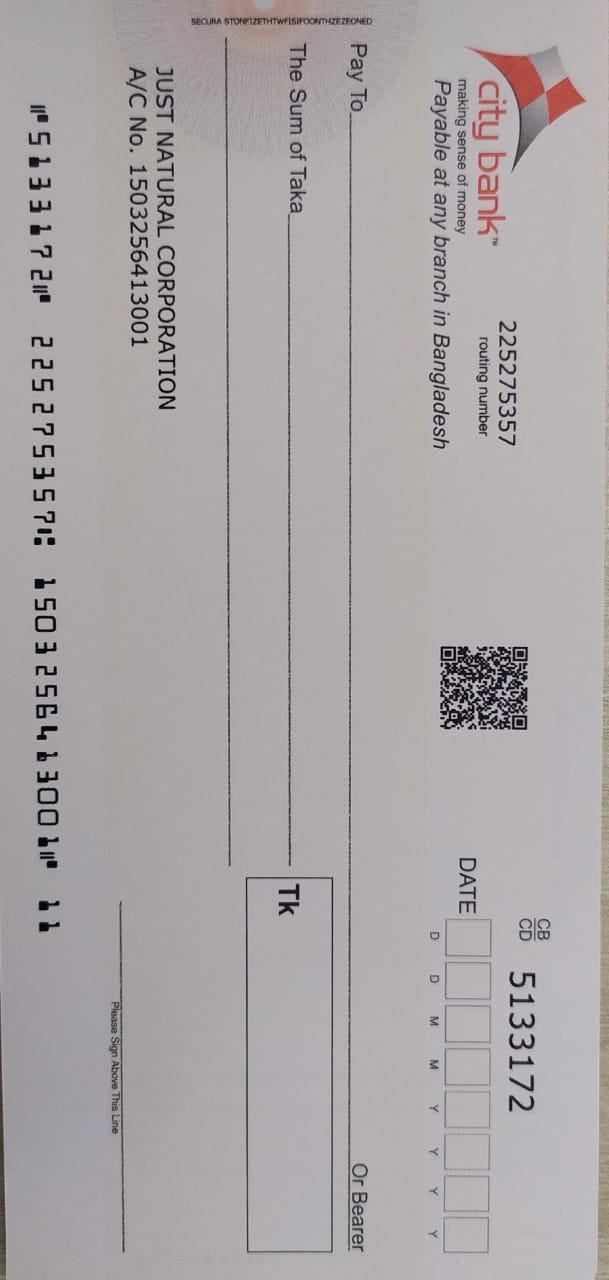 city bank™
making sense of money
Payable at any branch in Bangladesh
225275357
routing number
CB
CD
5133172
DATE
D D M M Y Y Y Y
Pay To
Or Bearer
The Sum of Taka
Tk
JUST NATURAL CORPORATION
A/C No. 1503256413001
Please Sign Above This Line
⑈5133172⑈ 225275357⑆ 1503256413001⑈ 11